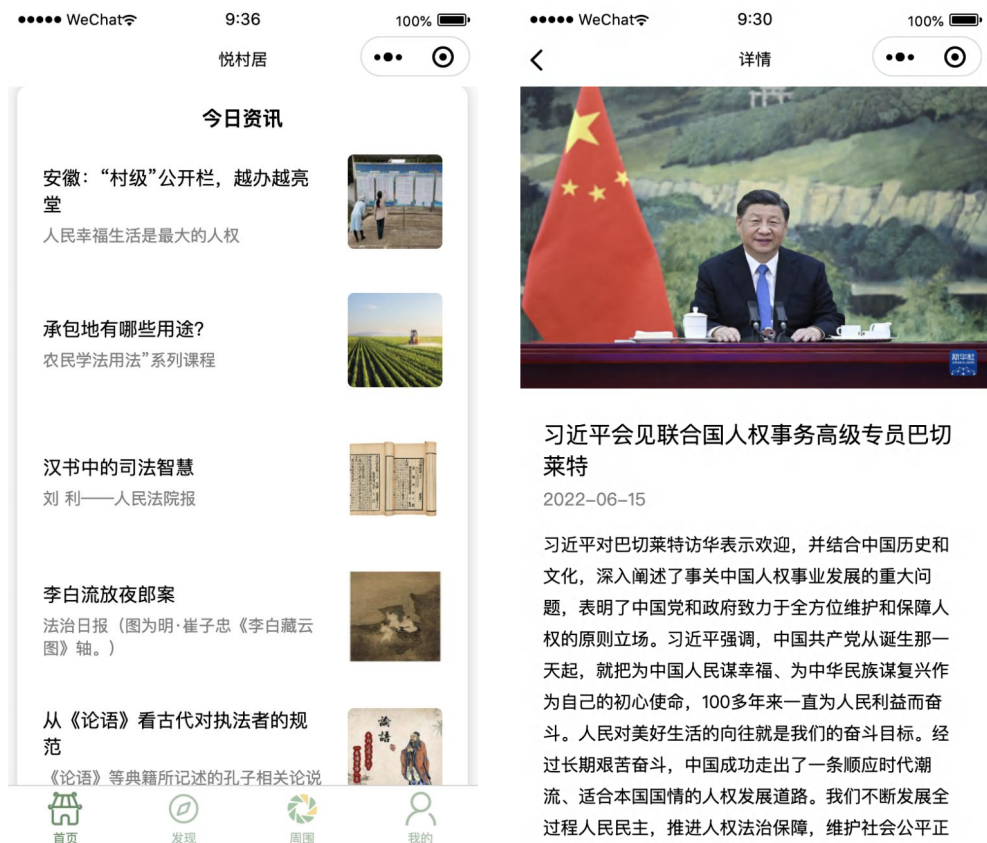 WeChat
9:36
100%
悦村居
今日资讯
安徽：“村级”公开栏，越办越亮
堂
人民幸福生活是最大的人权
承包地有哪些用途？
农民学法用法”系列课程
汉书中的司法智慧
刘 利——人民法院报
李白流放夜郎案
法治日报（图为明·崔子忠《李白藏云
图》轴。）
从《论语》看古代对执法者的规
范
《论语》等典籍所记述的孔子相关论说
論
語
首页
发现
周围
我的
WeChat
9:30
100%
详情
新华社
习近平会见联合国人权事务高级专员巴切
莱特
2022-06-15
习近平对巴切莱特访华表示欢迎，并结合中国历史和
文化，深入阐述了事关中国人权事业发展的重大问
题，表明了中国党和政府致力于全方位维护和保障人
权的原则立场。习近平强调，中国共产党从诞生那一
天起，就把为中国人民谋幸福、为中华民族谋复兴作
为自己的初心使命，100多年来一直为人民利益而奋
斗。人民对美好生活的向往就是我们的奋斗目标。经
过长期艰苦奋斗，中国成功走出了一条顺应时代潮
流、适合本国国情的人权发展道路。我们不断发展全
过程人民民主，推进人权法治保障，维护社会公平正